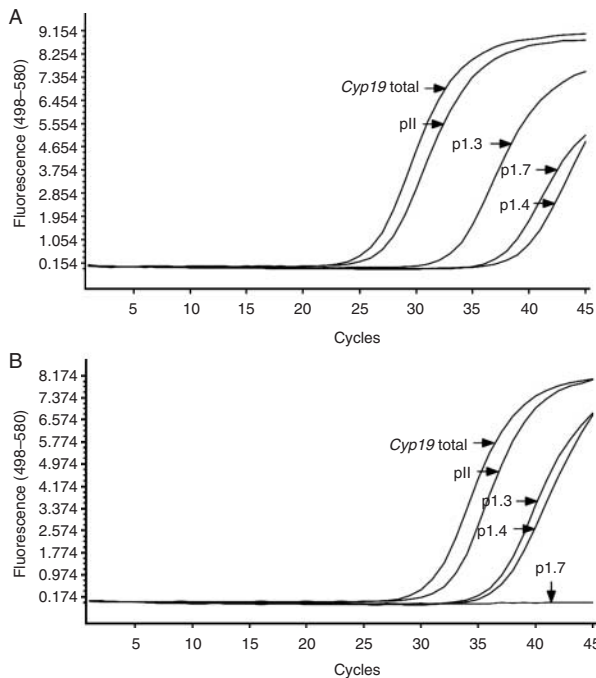 A
Fluorescence (498–580)
9.154
8.254
7.354
6.454
5.554
4.654
3.754
2.854
1.954
1.054
0.154
Cyp19 total
pII
p1.3
p1.7
p1.4
5 10 15 20 25 30 35 40 45
Cycles
B
Fluorescence (498–580)
8.174
7.374
6.574
5.774
4.974
4.174
3.374
2.574
1.774
0.974
0.174
Cyp19 total
pII
p1.3
p1.4
p1.7
5 10 15 20 25 30 35 40 45
Cycles